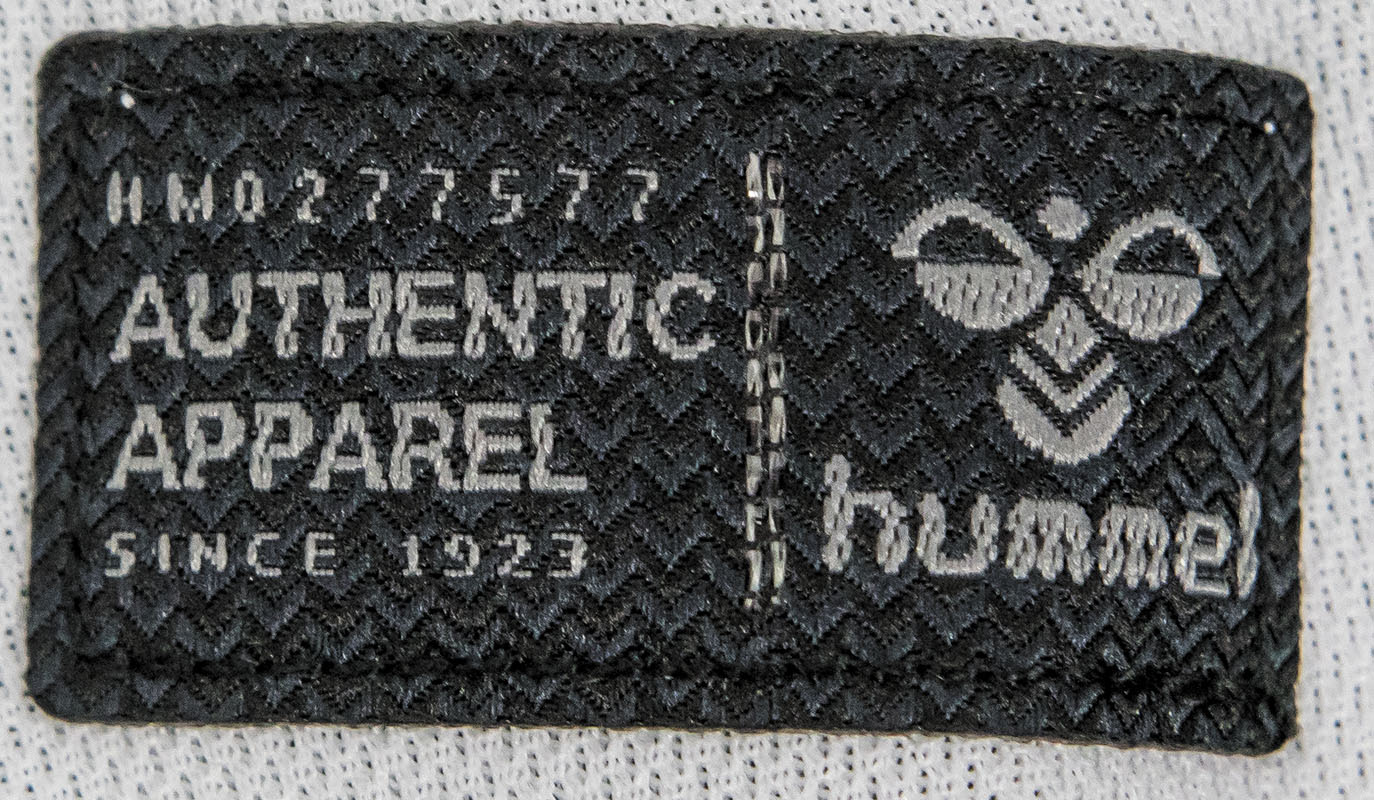 HM0277577
AUTHENTIC
APPAREL
SINCE 1923
hummel